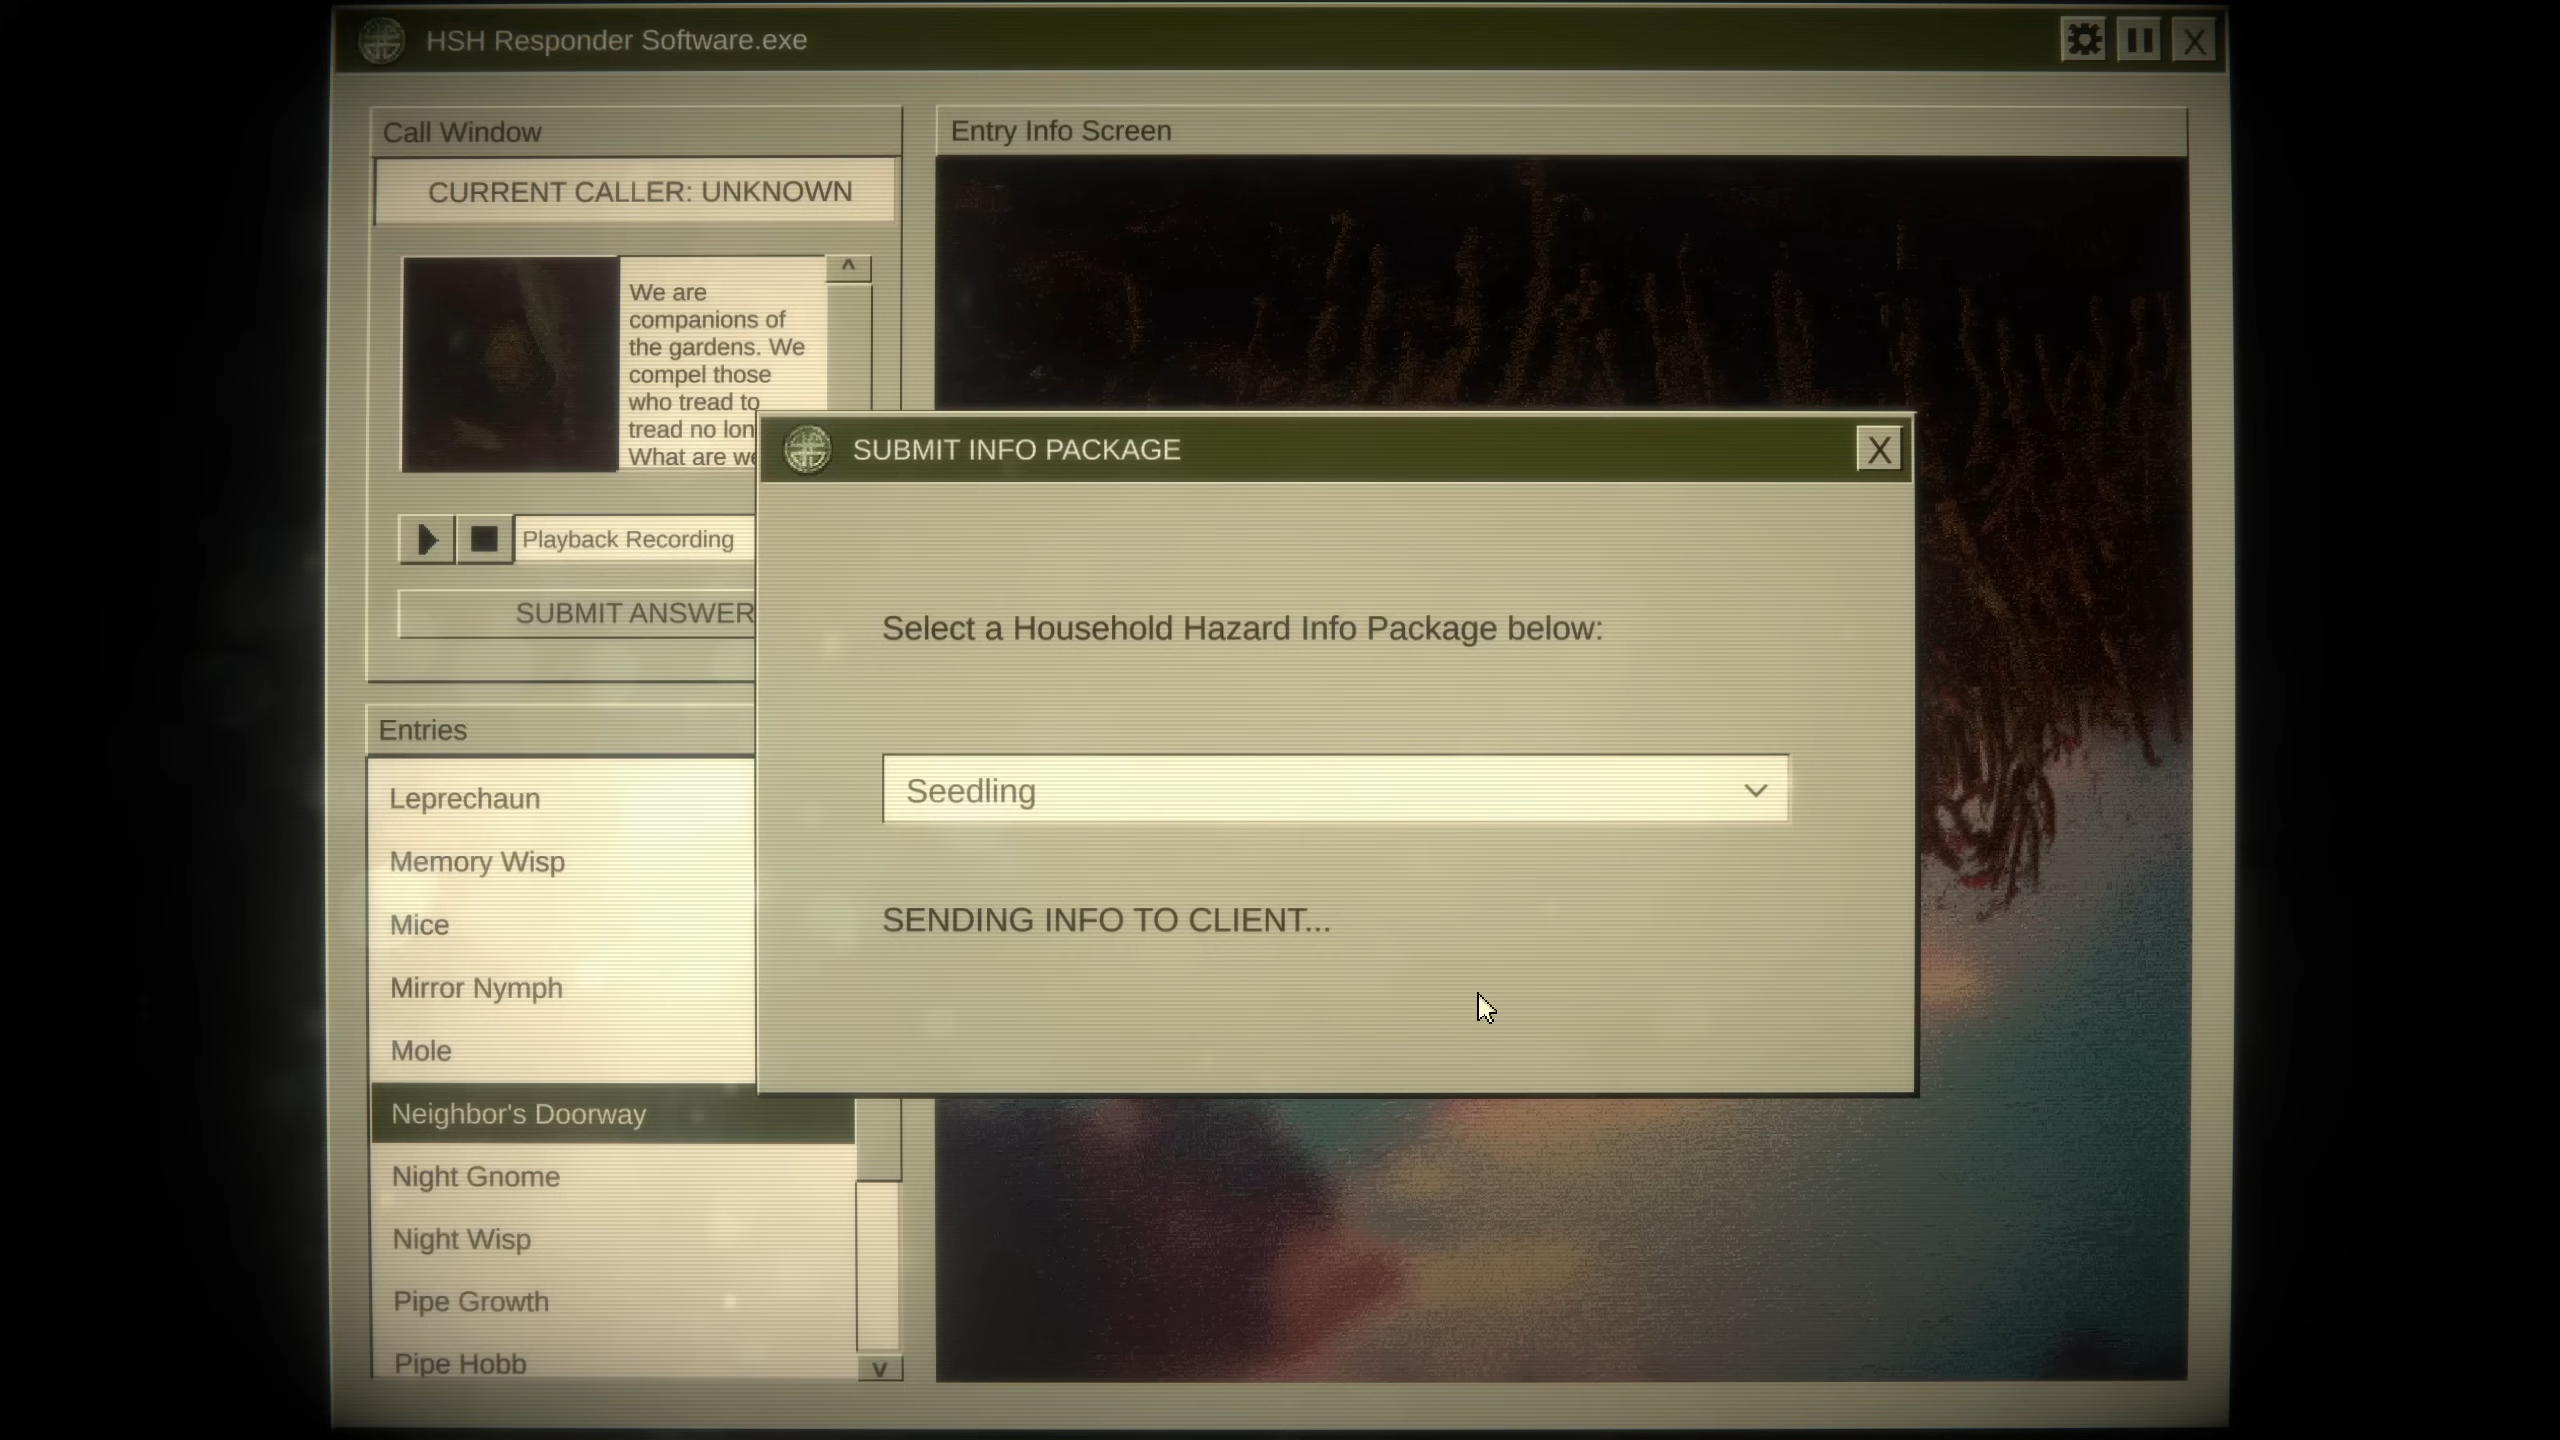 HSH Responder Software.exe
X
Call Window
CURRENT CALLER: UNKNOWN
We are
companions of
the gardens. We
compel those
who tread to
tread no lon
What are we
Playback Recording
SUBMIT ANSWER
Entries
Leprechaun
Memory Wisp
Mice
Mirror Nymph
Mole
Neighbor's Doorway
Night Gnome
Night Wisp
Pipe Growth
Pipe Hobb
Entry Info Screen
SUBMIT INFO PACKAGE
X
Select a Household Hazard Info Package below:
Seedling
SENDING INFO TO CLIENT...